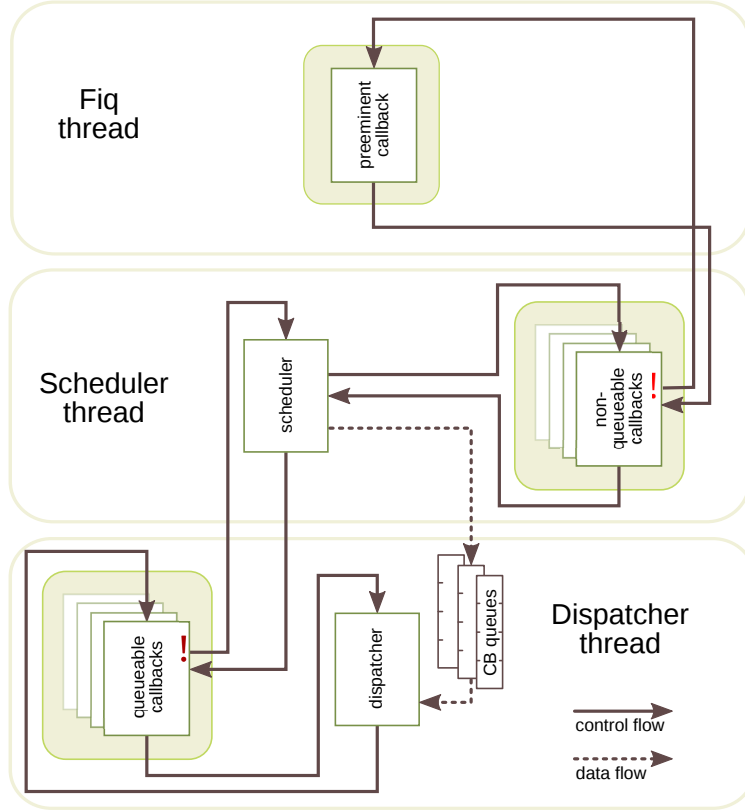 Fiq
thread
preeminent
callback
Scheduler
thread
scheduler
non-
queueable
callbacks
!!
Dispatcher
thread
queueable
callbacks
!
dispatcher
CB queues
control flow
data flow